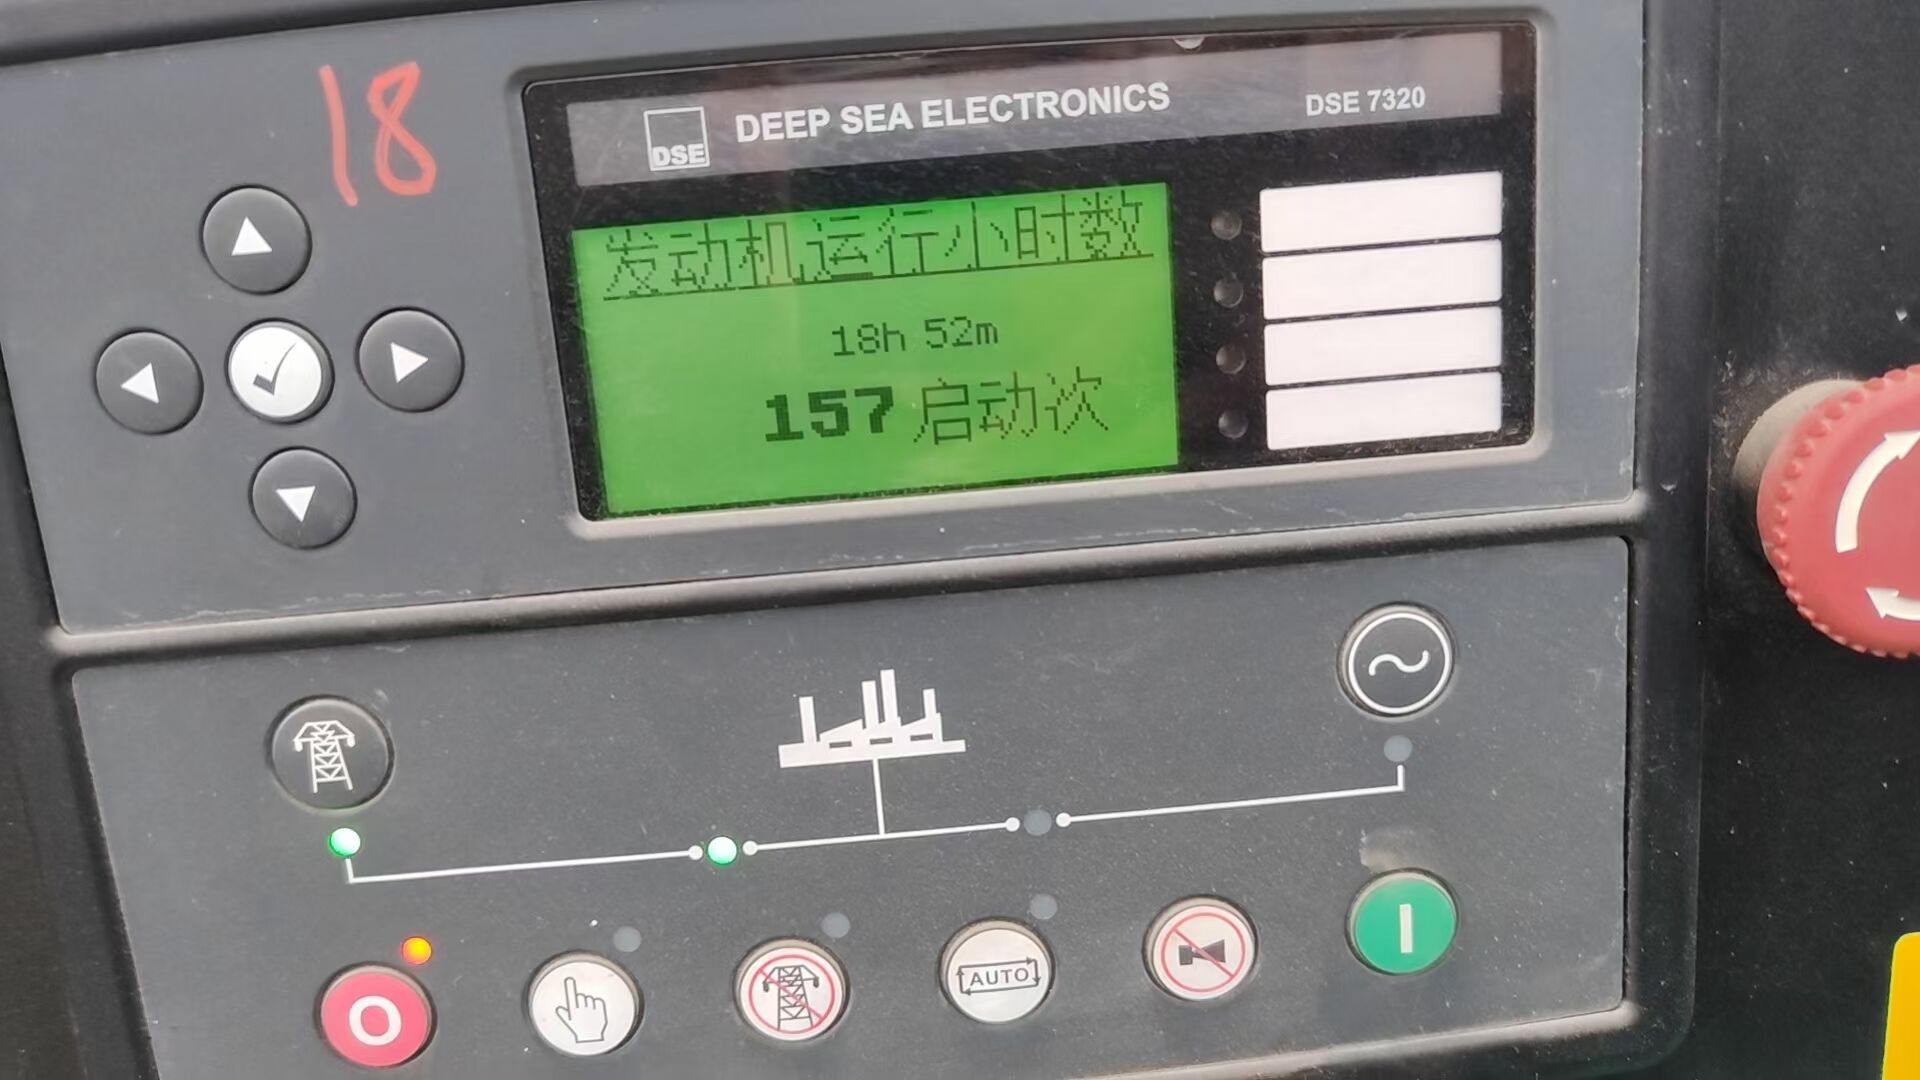 18
DEEP SEA ELECTRONICS
DSE 7320
DSE
发动机运行小时数
18h 52m
157 启动次
AUTO